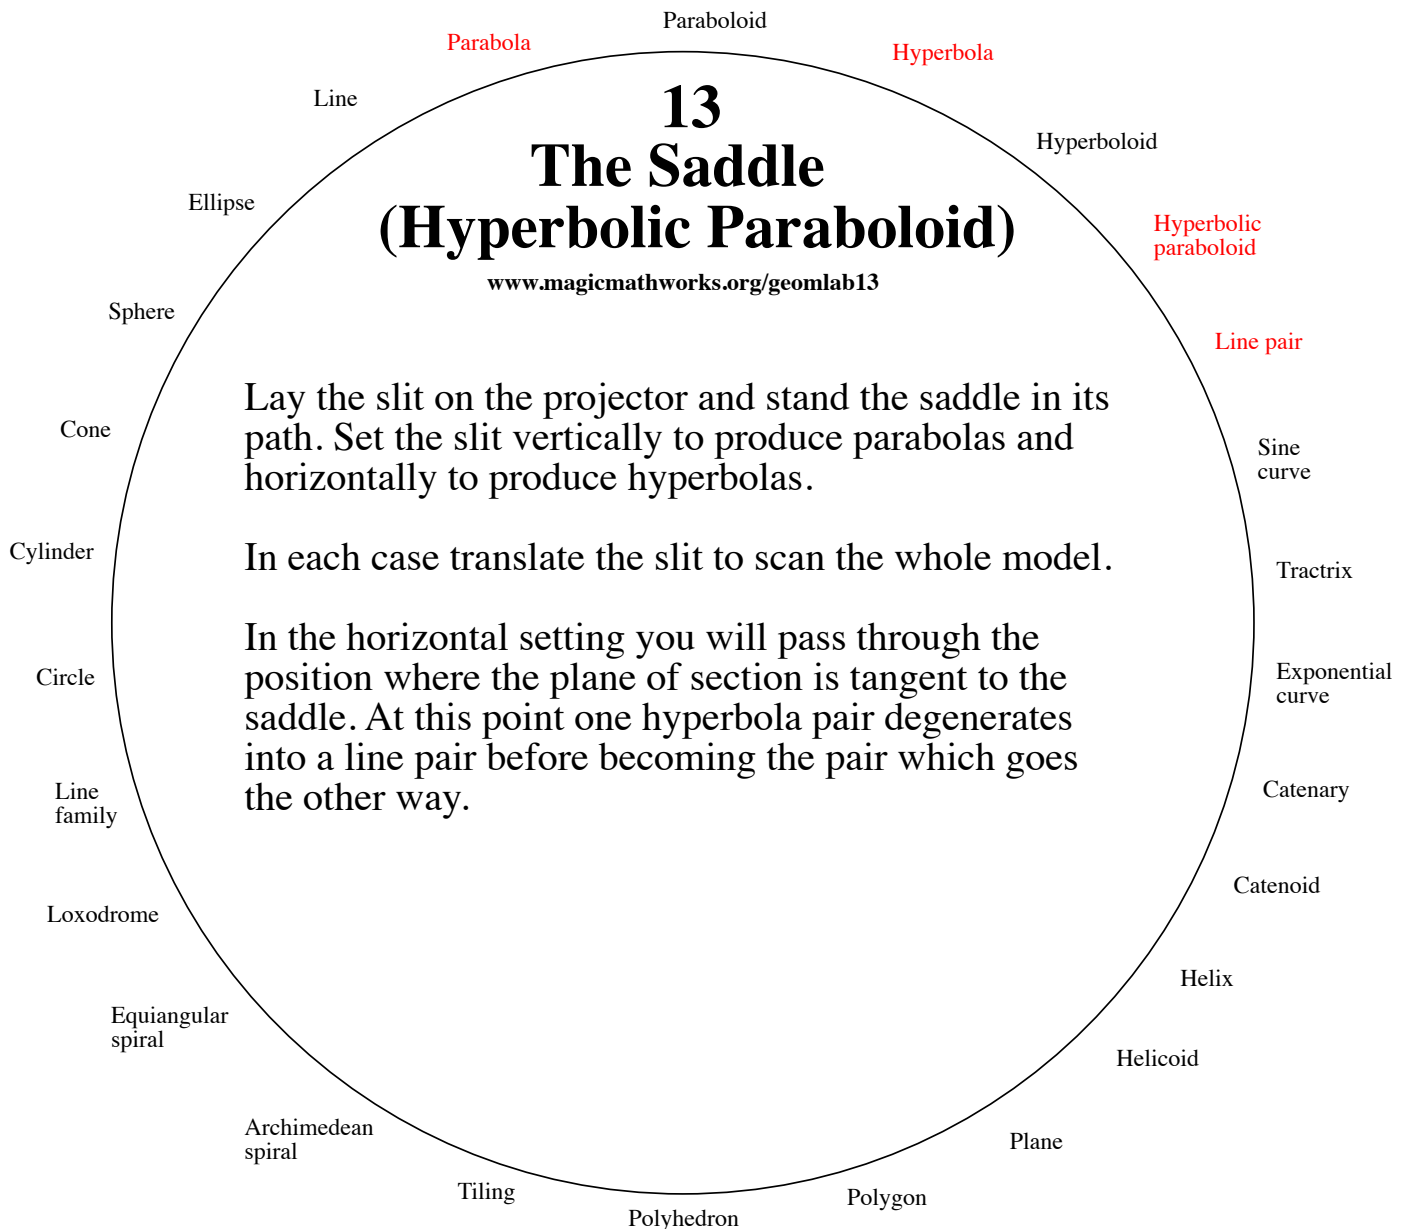 Paraboloid
Parabola
Hyperbola
Line
Hyperboloid
Ellipse
Hyperbolic
paraboloid
Sphere
Line pair
Cone
Sine
curve
Cylinder
Tractrix
Circle
Exponential
curve
Line
family
Catenary
Loxodrome
Catenoid
Equiangular
spiral
Helix
Helicoid
Archimedean
spiral
Plane
Tiling
Polygon
Polyhedron
13
The Saddle
(Hyperbolic Paraboloid)
www.magicmathworks.org/geomlab13
Lay the slit on the projector and stand the saddle in its
path. Set the slit vertically to produce parabolas and
horizontally to produce hyperbolas.
In each case translate the slit to scan the whole model.
In the horizontal setting you will pass through the
position where the plane of section is tangent to the
saddle. At this point one hyperbola pair degenerates
into a line pair before becoming the pair which goes
the other way.